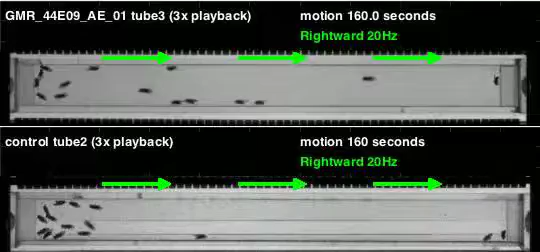 GMR_44E09_AE_01 tube3 (3x playback)
motion 160.0 seconds
Rightward 20Hz
control tube2 (3x playback)
motion 160 seconds
Rightward 20Hz